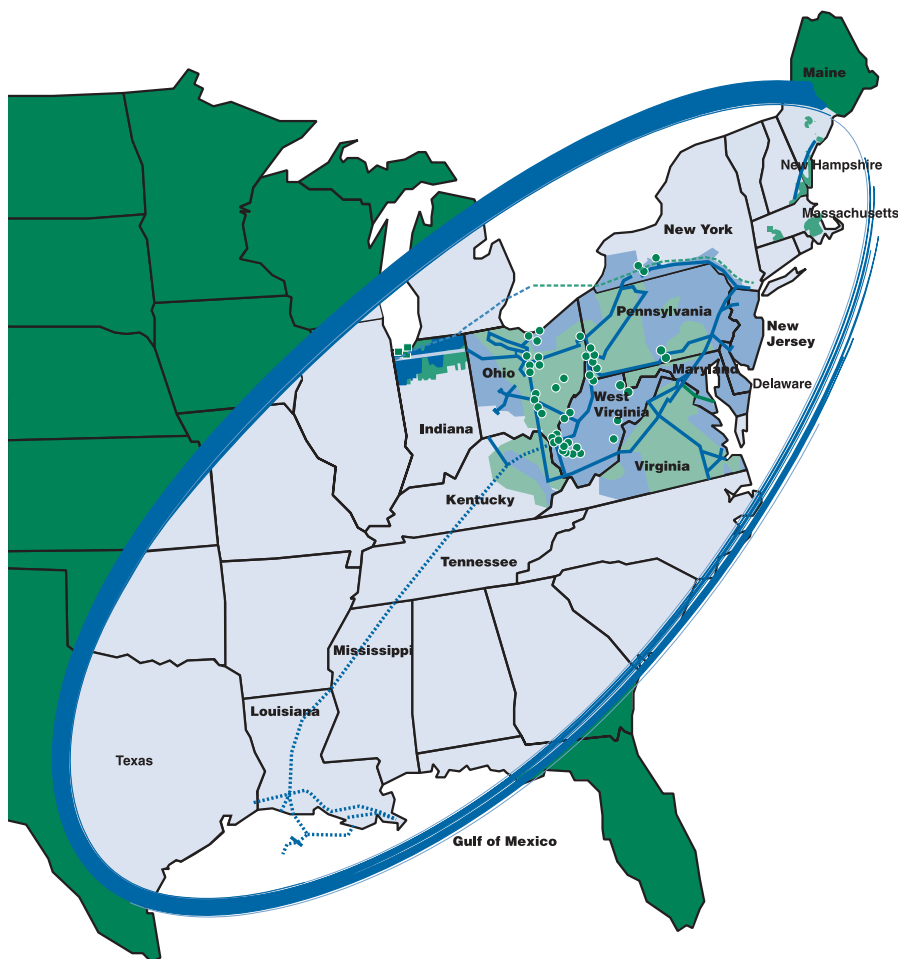 Maine
New Hampshire
Massachusetts
New York
Pennsylvania
New
Jersey
Maryland
Delaware
Ohio
West
Virginia
Indiana
Virginia
Kentucky
Tennessee
Mississippi
Louisiana
Texas
Gulf of Mexico